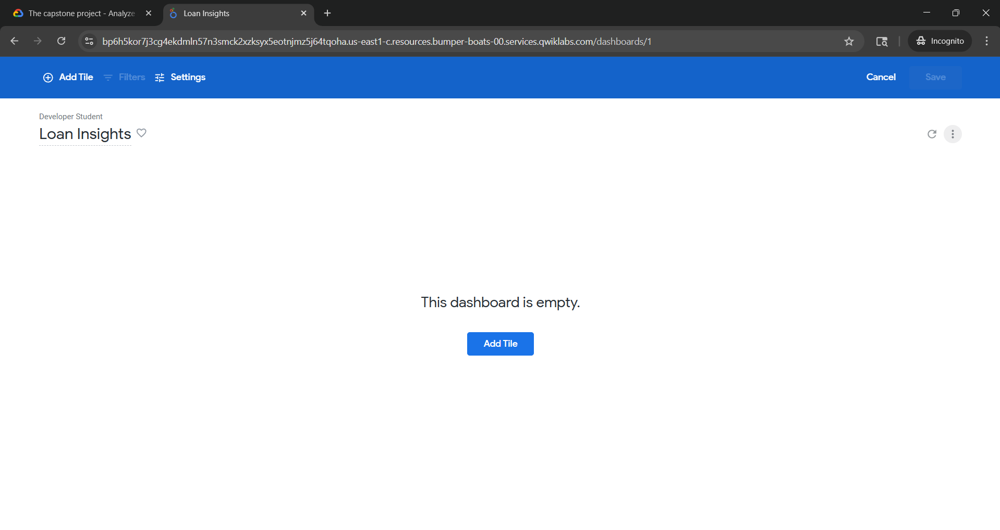 The capstone project - Analyze
Loan Insights
bp6h5kor7j3cg4ekdmln57n3smck2xzksyx5eotnjmz5j64tqoha.us-east1-c.resources.bumper-boats-00.services.qwiklabs.com/dashboards/1
Incognito
Add Tile Filters Settings Cancel Save
Developer Student
Loan Insights
This dashboard is empty.
Add Tile